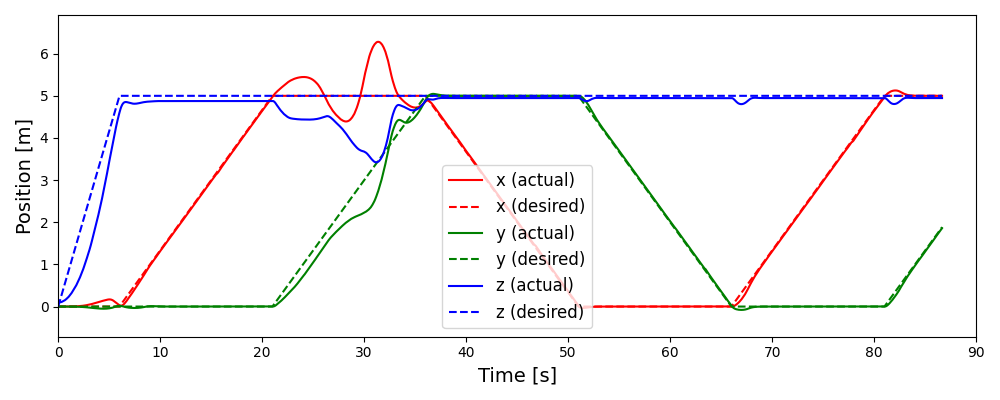 Position [m]
6
5
4
3
2
1
0
x (actual)
x (desired)
y (actual)
y (desired)
z (actual)
z (desired)
0 10 20 30 40 50 60 70 80 90
Time [s]